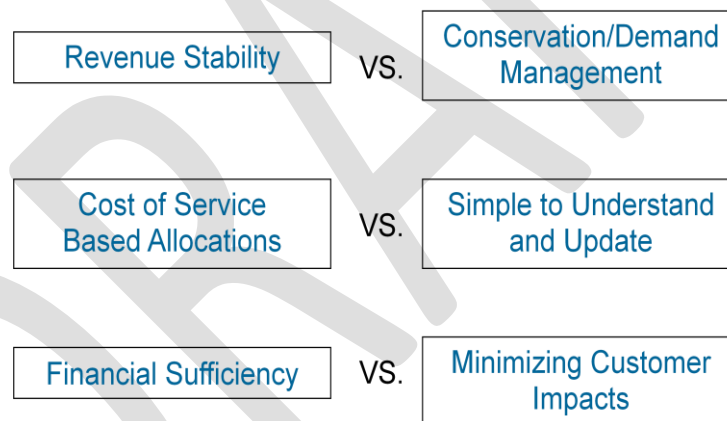 Revenue Stability VS. Conservation/Demand
Management
Cost of Service
Based Allocations VS. Simple to Understand
and Update
Financial Sufficiency VS. Minimizing Customer
Impacts